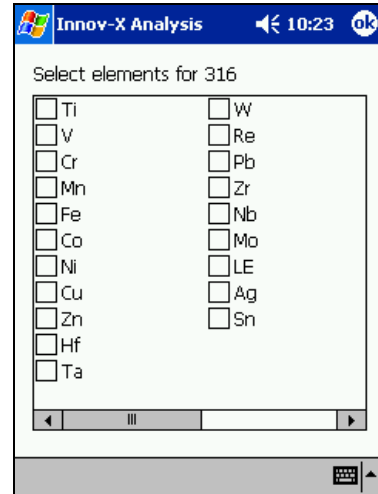 Innov-X Analysis 10:23 ok
Select elements for 316
Ti
V
Cr
Mn
Fe
Co
Ni
Cu
Zn
Hf
Ta
W
Re
Pb
Zr
Nb
Mo
LE
Ag
Sn